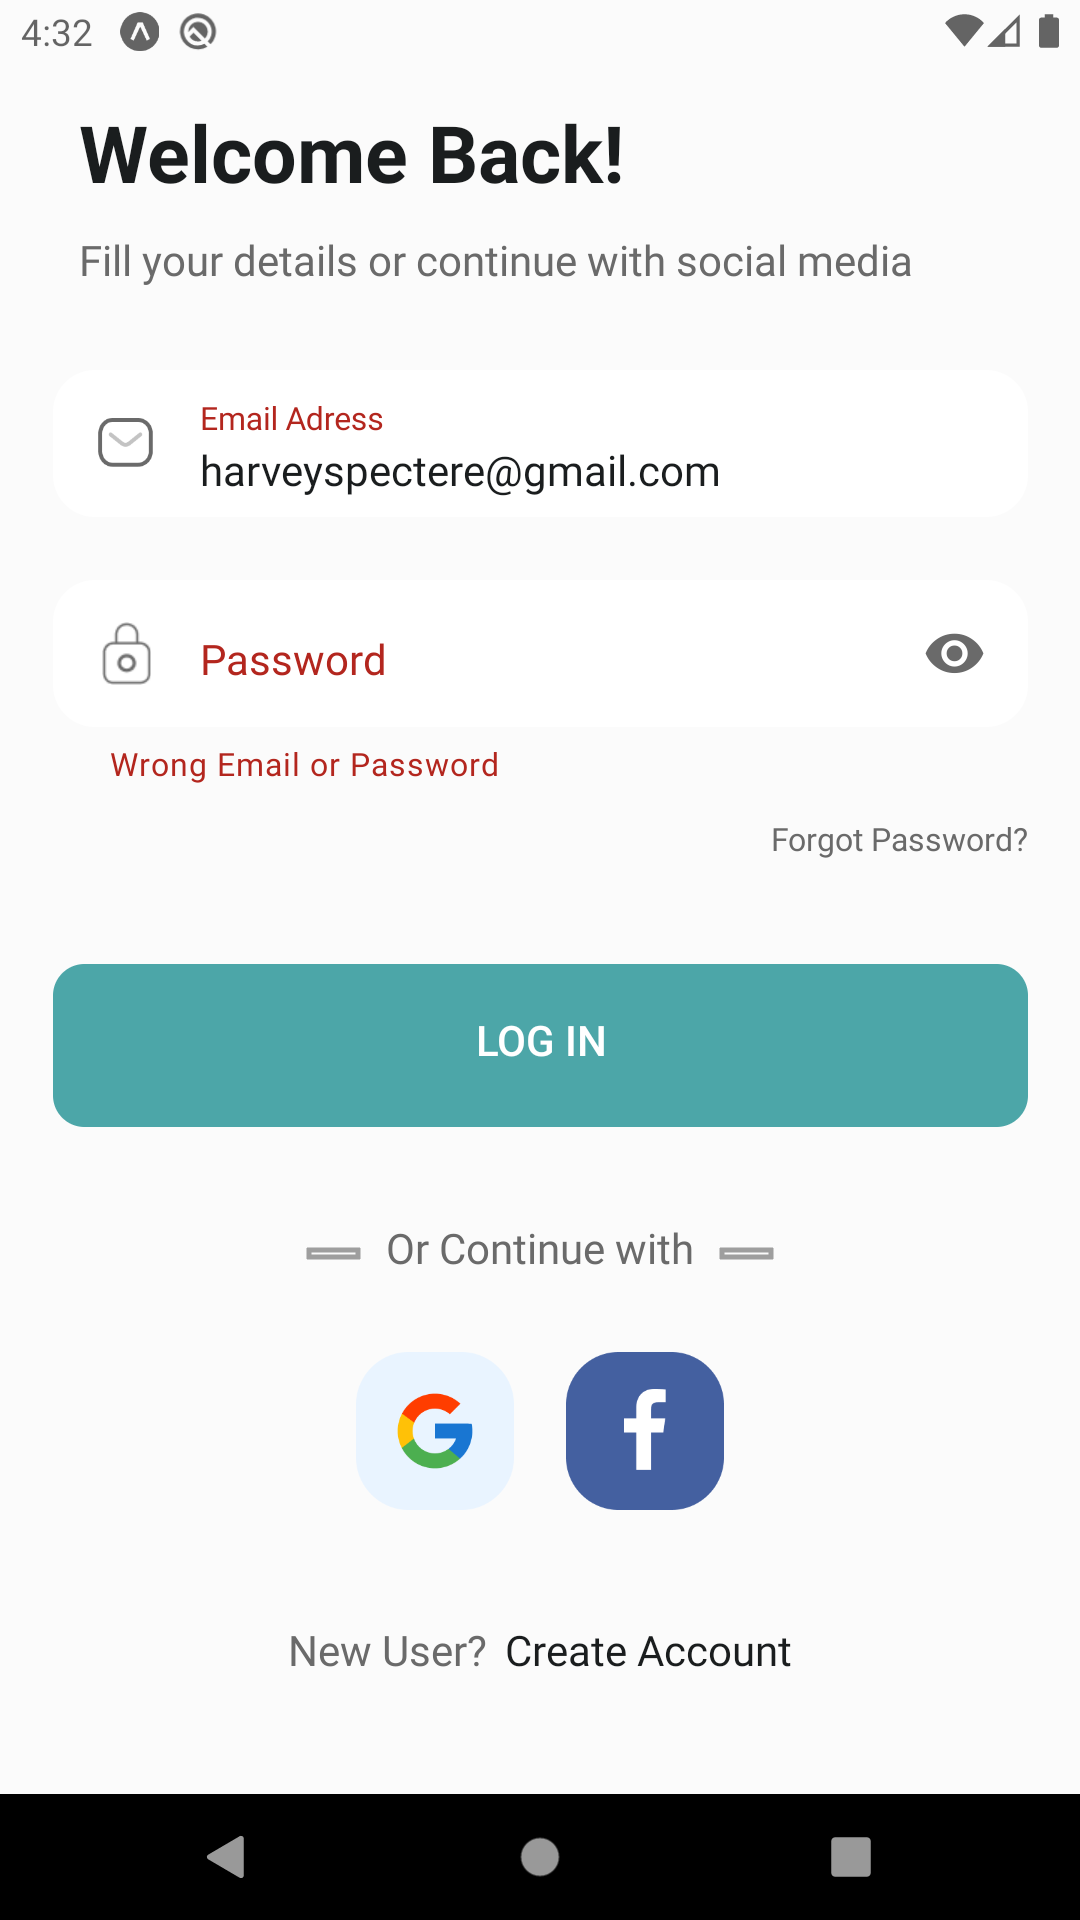 4:32
Welcome Back!
Fill your details or continue with social media
Email Adress
harveyspectere@gmail.com
Password
Wrong Email or Password
Forgot Password?
LOG IN
Or Continue with
New User? Create Account